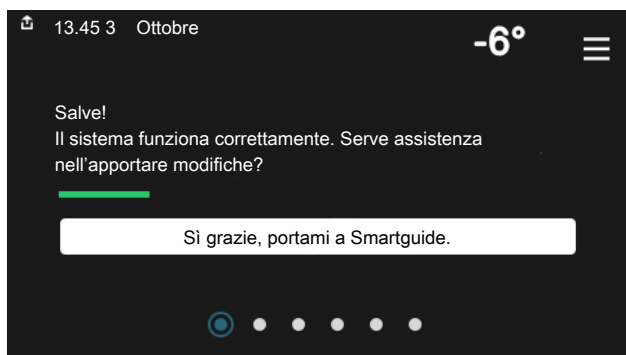 13.45 3 Ottobre
-6°
Salve!
Il sistema funziona correttamente. Serve assistenza
nell'apportare modifiche?
Sì grazie, portami a Smartguide.